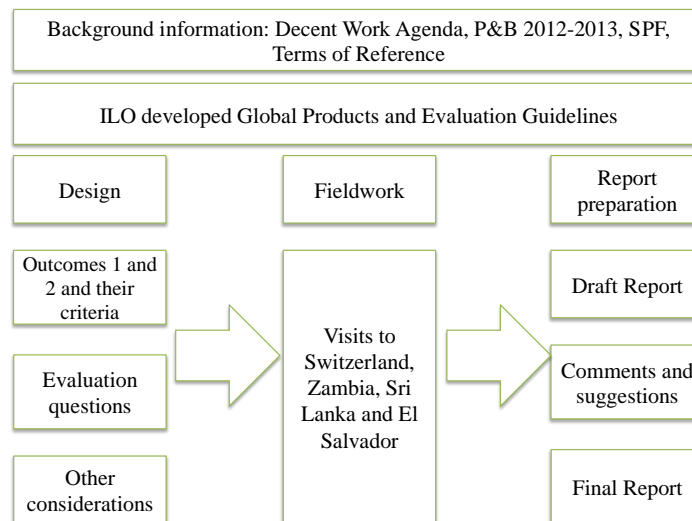 Background information: Decent Work Agenda, P&B 2012-2013, SPF,
Terms of Reference
ILO developed Global Products and Evaluation Guidelines
Design
Fieldwork
Report
preparation
Outcomes 1 and
2 and their
criteria
Evaluation
questions
Other
considerations
Visits to
Switzerland,
Zambia, Sri
Lanka and El
Salvador
Draft Report
Comments and
suggestions
Final Report